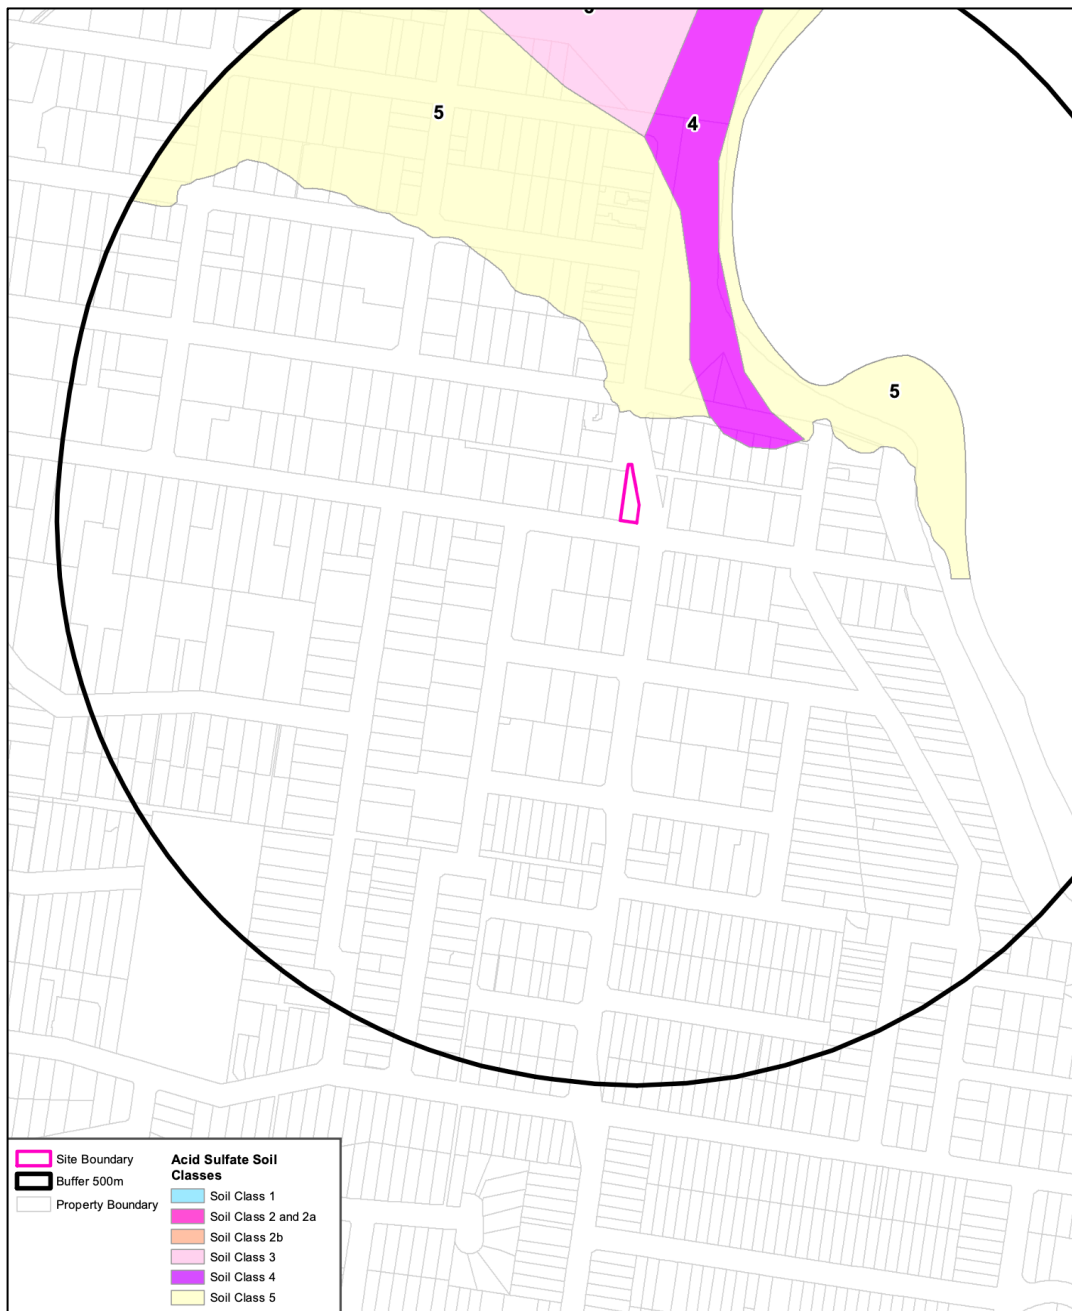 5
4
5
Site Boundary
Buffer 500m
Property Boundary
Acid Sulfate Soil
Classes
Soil Class 1
Soil Class 2 and 2a
Soil Class 2b
Soil Class 3
Soil Class 4
Soil Class 5